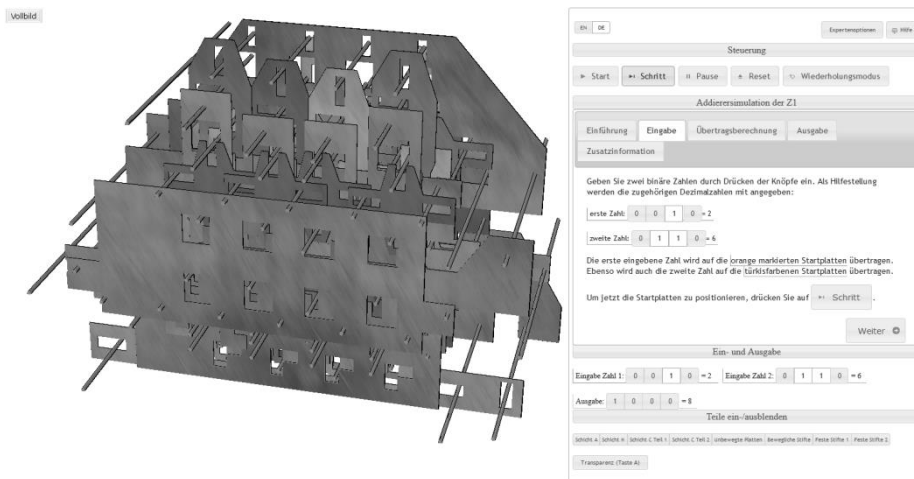 Vollbild
EN DE
Expertenoptionen Hilfe
Steuerung
Start Schritt Pause Reset Wiederholungsmodus
Addierersimulation der Z1
Einführung Eingabe Übertragsberechnung Ausgabe
Zusatzinformation
Geben Sie zwei binäre Zahlen durch Drücken der Knöpfe ein. Als Hilfestellung
werden die zugehörigen Dezimalzahlen mit angegeben:
erste Zahl: 0 0 1 0 = 2
zweite Zahl: 0 1 1 0 = 6
Die erste eingebene Zahl wird auf die orange markierten Startplatten übertragen.
Ebenso wird auch die zweite Zahl auf die türkisfarbenen Startplatten übertragen.
Um jetzt die Startplatten zu positionieren, drücken Sie auf Schritt .
Weiter
Ein- und Ausgabe
Eingabe Zahl 1: 0 0 1 0 = 2 Eingabe Zahl 2: 0 1 1 0 = 6
Ausgabe: 1 0 0 0 = 8
Teile ein-/ausblenden
Schicht A Schicht B Schicht C Teil 1 Schicht C Teil 2 Unbewegte Platten Bewegliche Stifte Feste Stifte 1 Feste Stifte 2
Transparenz (Taste A)